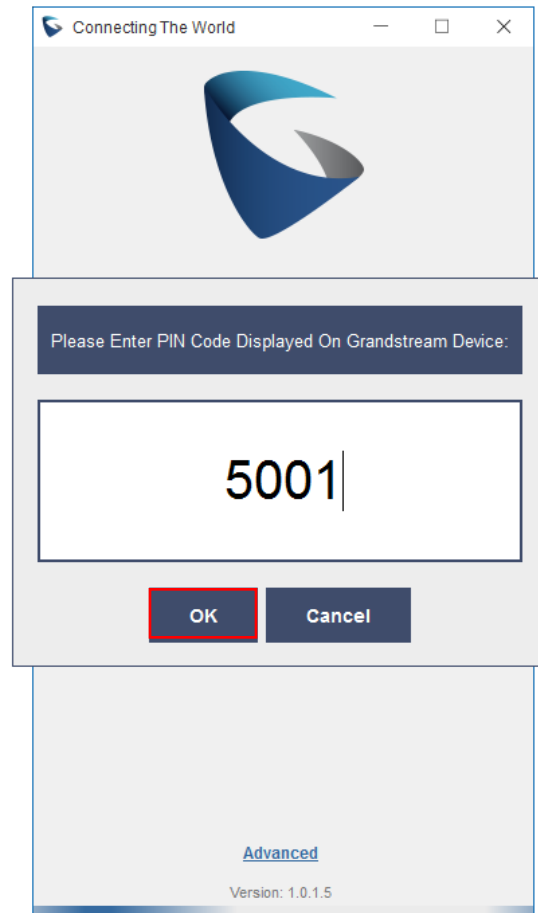 Connecting The World
Please Enter PIN Code Displayed On Grandstream Device:
5001
OK Cancel
Advanced
Version: 1.0.1.5